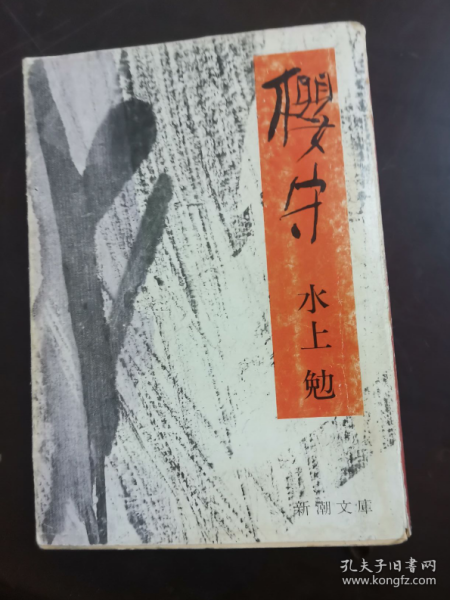 櫻守
水上 勉
新潮文庫
孔夫子旧书网
www.kongfz.com